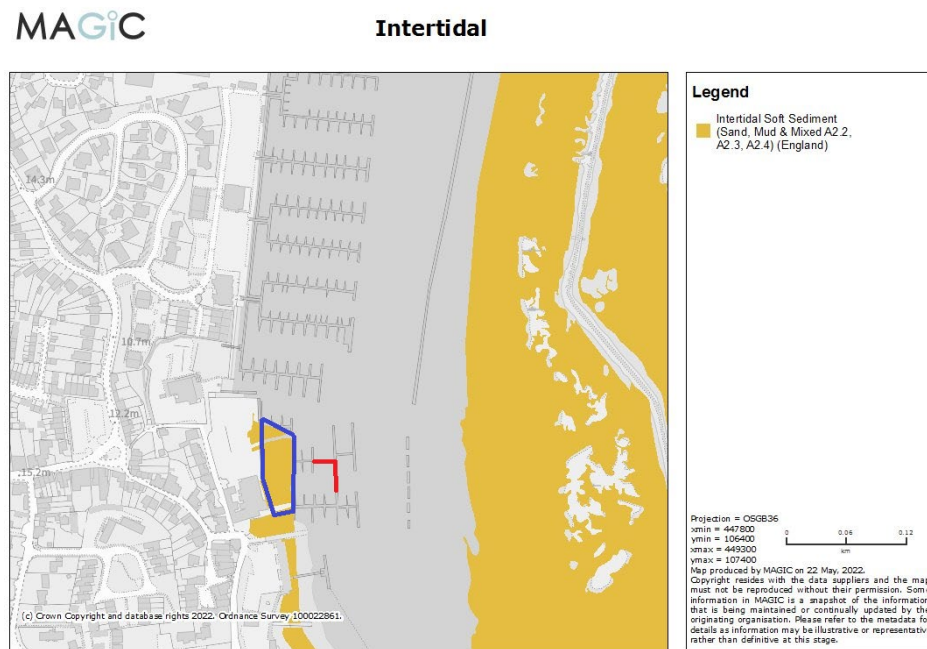 MAGiC
Intertidal
Legend
Intertidal Soft Sediment
(Sand, Mud & Mixed A2.2,
A2.3, A2.4) (England)
14.3m
10.7m
12.2m
15.2m
(c) Crown Copyright and database rights 2022. Ordnance Survey 100022861.
Projection = OSGB36
xmin = 447800
ymin = 106400
xmax = 449300
ymax = 107400
0 0.06 0.12
km
Map produced by MAGIC on 22 May, 2022.
Copyright resides with the data suppliers and the map
must not be reproduced without their permission. Some
information in MAGIC is a snapshot of the information
that is being maintained or continually updated by the
originating organisation. Please refer to the metadata for
details as information may be illustrative or representative
rather than definitive at this stage.